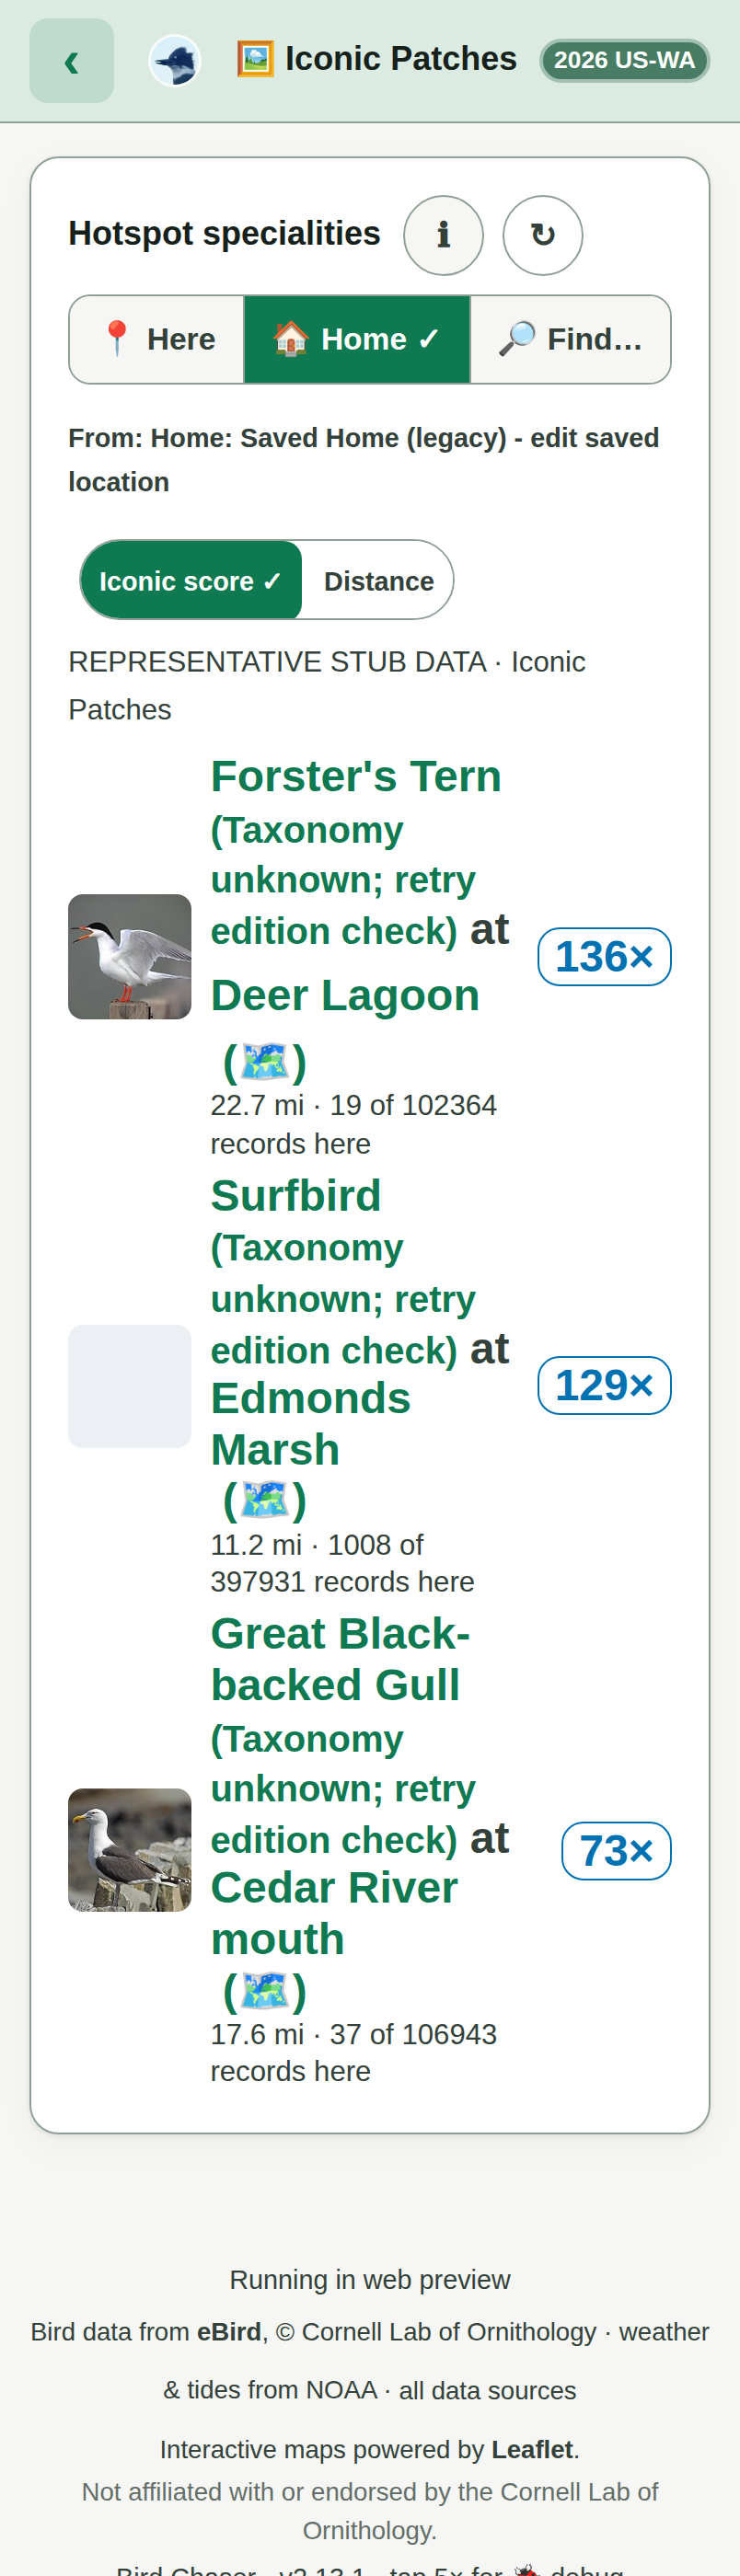 ‹ 🖼️ Iconic Patches 2026 US-WA
Hotspot specialities ℹ ↻
📍 Here 🏠 Home ✓ 🔎 Find…
From: Home: Saved Home (legacy) - edit saved
location
Iconic score ✓ Distance
REPRESENTATIVE STUB DATA · Iconic
Patches
Forster's Tern
(Taxonomy
unknown; retry
edition check) at
Deer Lagoon
(🗺️)
136×
22.7 mi · 19 of 102364
records here
Surfbird
(Taxonomy
unknown; retry
edition check) at
Edmonds
Marsh
(🗺️)
129×
11.2 mi · 1008 of
397931 records here
Great Black-
backed Gull
(Taxonomy
unknown; retry
edition check) at
Cedar River
mouth
(🗺️)
73×
17.6 mi · 37 of 106943
records here
Running in web preview
Bird data from eBird, © Cornell Lab of Ornithology · weather
& tides from NOAA · all data sources
Interactive maps powered by Leaflet.
Not affiliated with or endorsed by the Cornell Lab of
Ornithology.